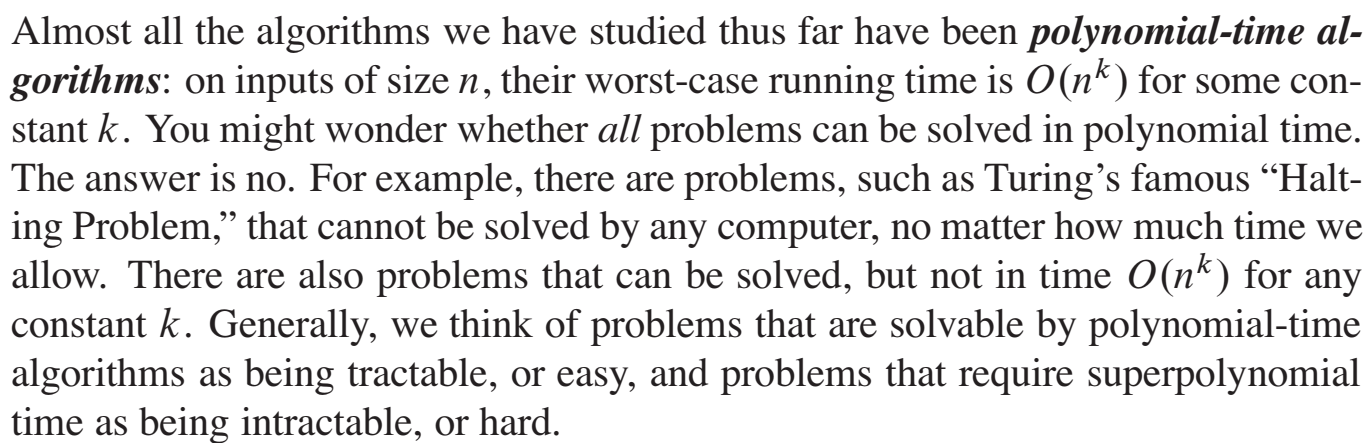 Almost all the algorithms we have studied thus far have been polynomial-time al-
gorithms: on inputs of size n, their worst-case running time is O(n^k) for some con-
stant k. You might wonder whether all problems can be solved in polynomial time.
The answer is no. For example, there are problems, such as Turing’s famous “Halt-
ing Problem,” that cannot be solved by any computer, no matter how much time we
allow. There are also problems that can be solved, but not in time O(n^k) for any
constant k. Generally, we think of problems that are solvable by polynomial-time
algorithms as being tractable, or easy, and problems that require superpolynomial
time as being intractable, or hard.